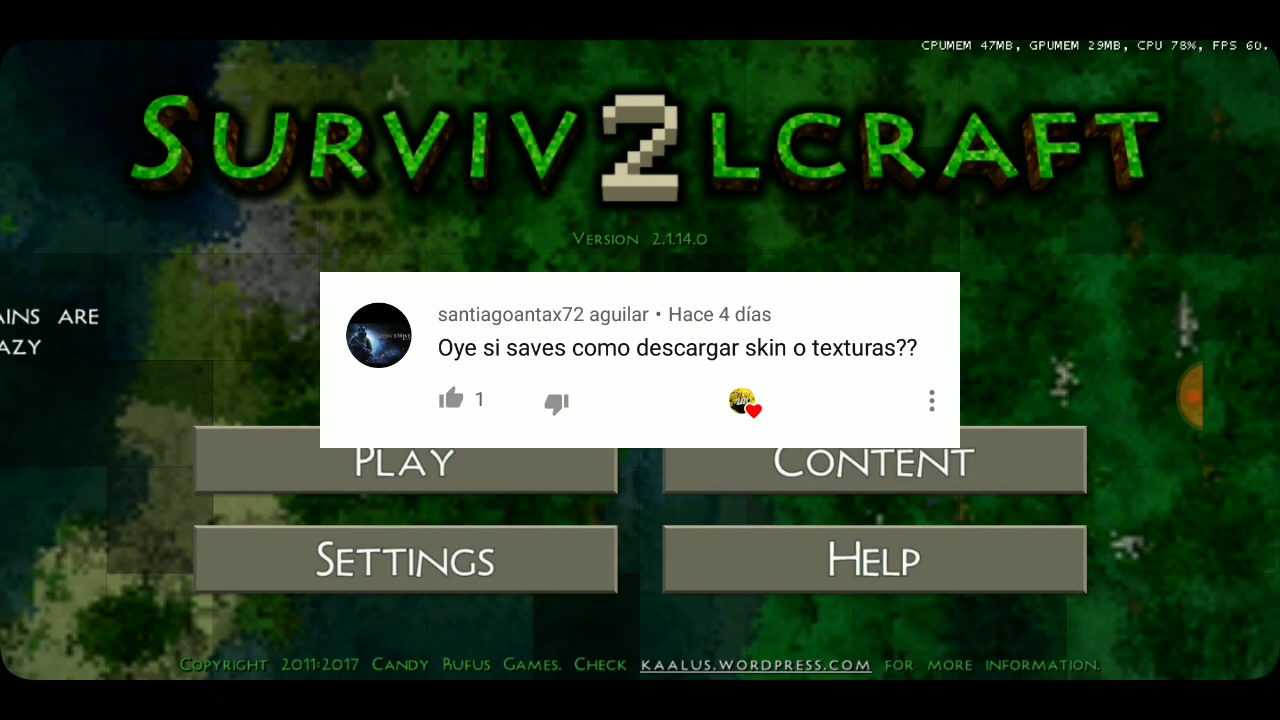 CPUMEM 47MB, GPUMEM 29MB, CPU 78%, FPS 60.
SURVIV2LCRAFT
VERSION 2.1.14.0
AINS ARE
AZY
santiagoantax72 aguilar • Hace 4 días
Oye si saves como descargar skin o texturas??
1
PLAY
CONTENT
SETTINGS
HELP
COPYRIGHT 2011-2017 CANDY RUFUS GAMES. CHECK KAALUS.WORDPRESS.COM FOR MORE INFORMATION.